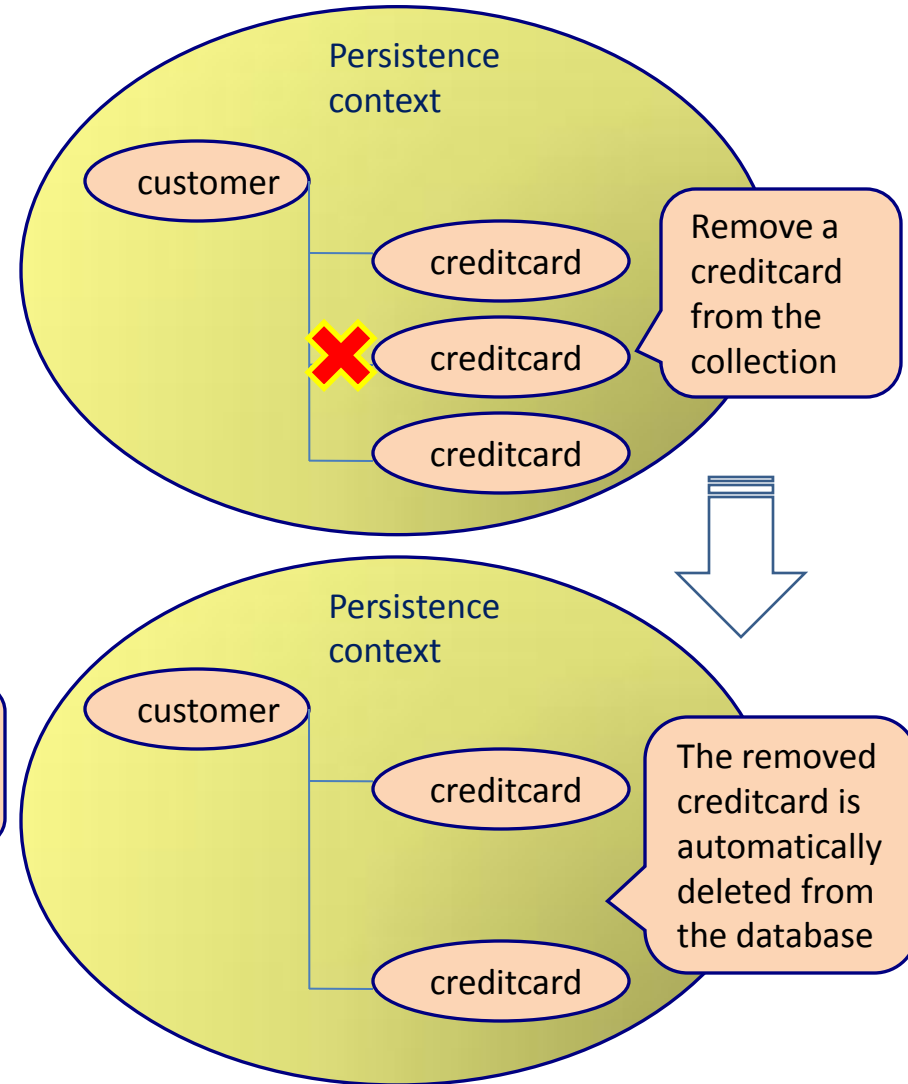 Persistence
context
customer
creditcard
creditcard
creditcard
Remove a
creditcard
from the
collection
Persistence
context
customer
creditcard
creditcard
The removed
creditcard is
automatically
deleted from
the database